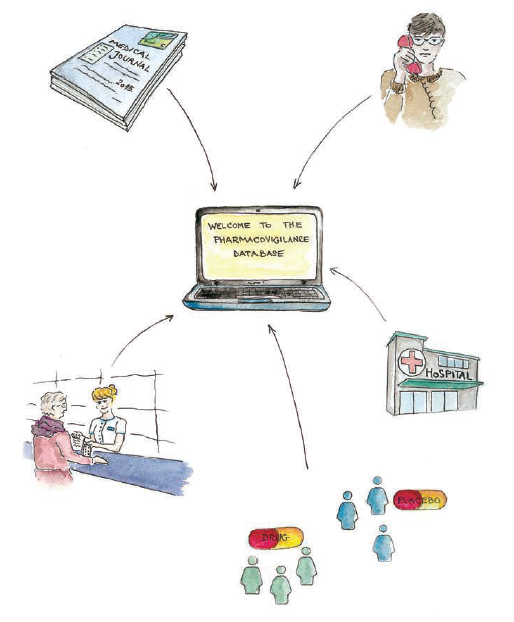 MEDICAL
JOURNAL
2015
WELCOME TO THE
PHARMACOVIGILANCE
DATABASE
HOSPITAL
PLACEBO
DRUG